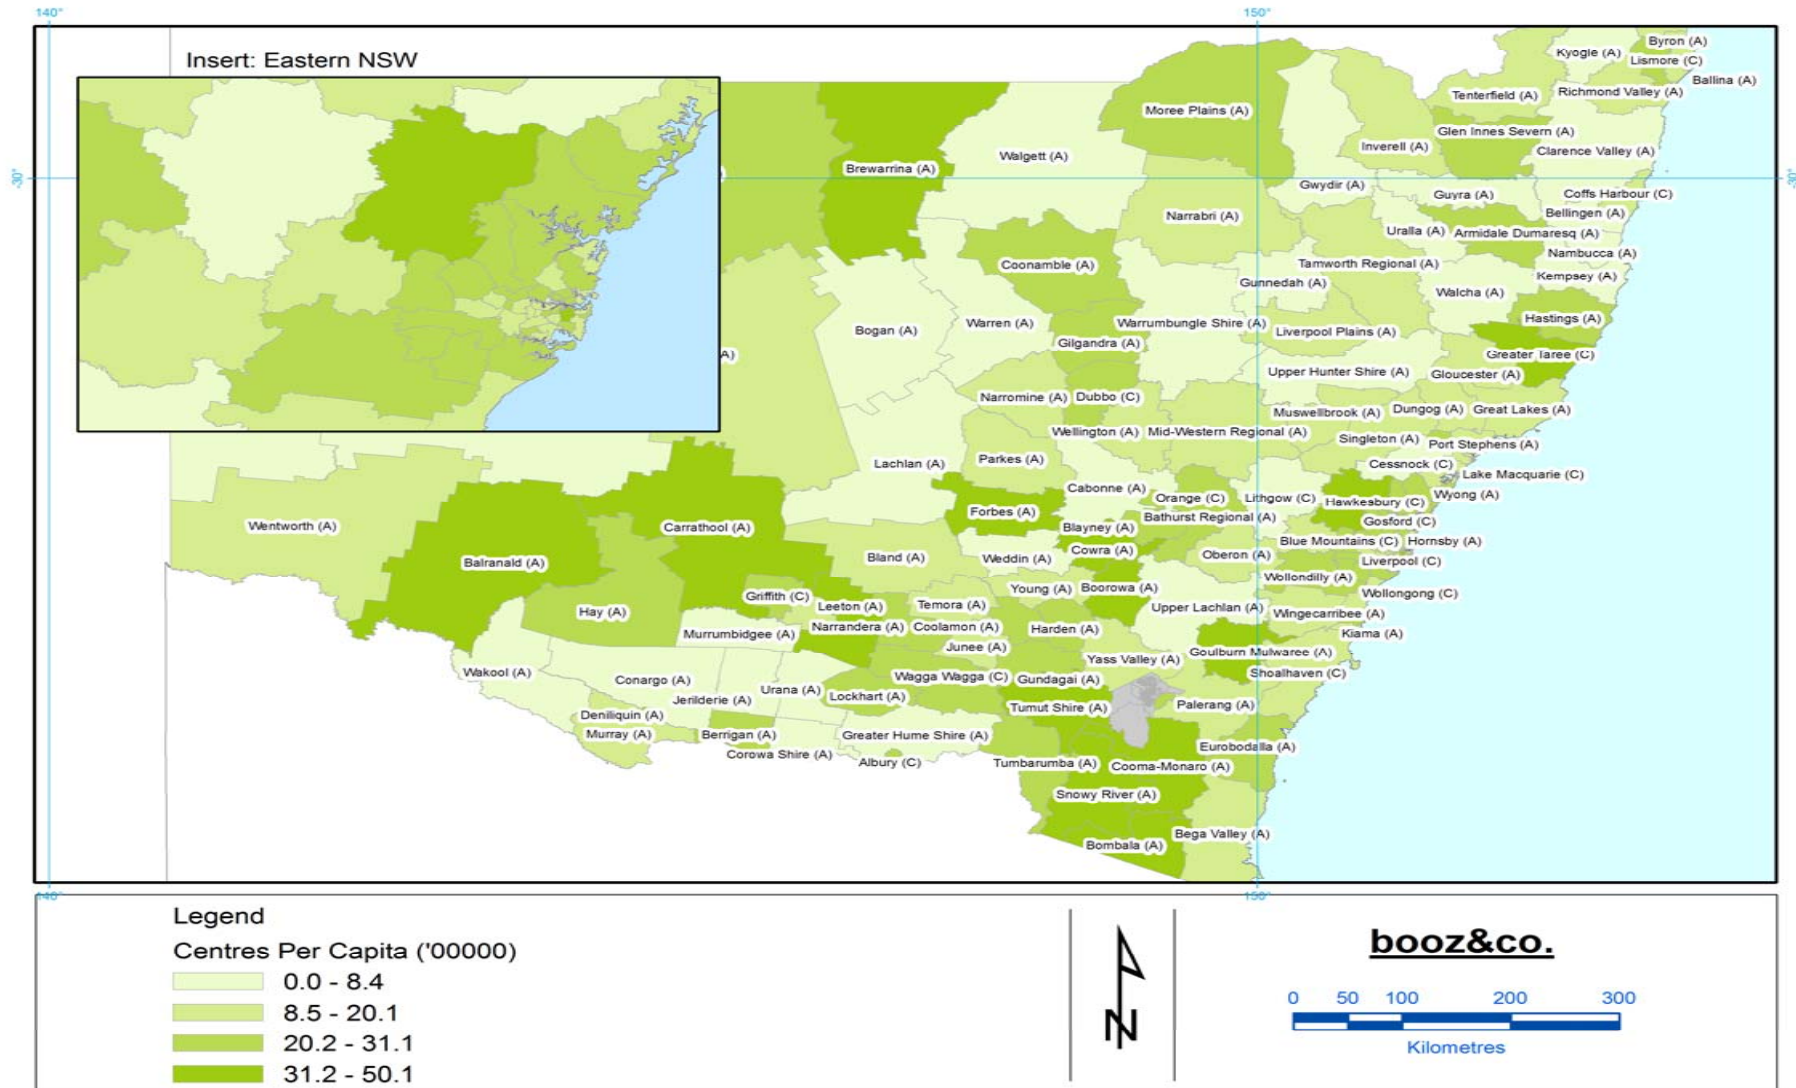 140°
150°
Insert: Eastern NSW
Byron (A)
Kyogle (A)
Lismore (C)
Ballina (A)
Tenterfield (A)
Richmond Valley (A)
Moree Plains (A)
Glen Innes Severn (A)
Inverell (A)
Clarence Valley (A)
Walgett (A)
Brewarrina (A)
-30°
-30°
Gwydir (A)
Guyra (A)
Coffs Harbour (C)
Narrabri (A)
Bellingen (A)
Uralla (A)
Armidale Dumaresq (A)
Nambucca (A)
Coonamble (A)
Tamworth Regional (A)
Kempsey (A)
Gunnedah (A)
Walcha (A)
Hastings (A)
Bogan (A)
Warren (A)
Warrumbungle Shire (A)
Liverpool Plains (A)
Gilgandra (A)
A)
Greater Taree (C)
Upper Hunter Shire (A)
Gloucester (A)
Narromine (A)
Dubbo (C)
Muswellbrook (A)
Dungog (A)
Great Lakes (A)
Wellington (A)
Mid-Western Regional (A)
Singleton (A)
Port Stephens (A)
Lachlan (A)
Parkes (A)
Cessnock (C)
Lake Macquarie (C)
Cabonne (A)
Orange (C)
Lithgow (C)
Hawkesbury (C)
Wyong (A)
Forbes (A)
Bathurst Regional (A)
Gosford (C)
Wentworth (A)
Carrathool (A)
Blayney (A)
Blue Mountains (C)
Hornsby (A)
Balranald (A)
Bland (A)
Weddin (A)
Cowra (A)
Oberon (A)
Liverpool (C)
Wollondilly (A)
Griffith (C)
Young (A)
Boorowa (A)
Wollongong (C)
Hay (A)
Leeton (A)
Temora (A)
Upper Lachlan (A)
Wingecarribee (A)
Murrumbidgee (A)
Narrandera (A)
Coolamon (A)
Harden (A)
Kiama (A)
Junee (A)
Yass Valley (A)
Goulburn Mulwaree (A)
Wakool (A)
Conargo (A)
Wagga Wagga (C)
Gundagai (A)
Shoalhaven (C)
Jerilderie (A)
Urana (A)
Lockhart (A)
Tumut Shire (A)
Palerang (A)
Deniliquin (A)
Murray (A)
Berrigan (A)
Greater Hume Shire (A)
Eurobodalla (A)
Corowa Shire (A)
Albury (C)
Tumbarumba (A)
Cooma-Monaro (A)
Snowy River (A)
Bombala (A)
Bega Valley (A)
140°
150°
Legend
Centres Per Capita ('00000)
0.0 - 8.4
8.5 - 20.1
20.2 - 31.1
31.2 - 50.1
N
booz&co.
0 50 100 200 300
Kilometres